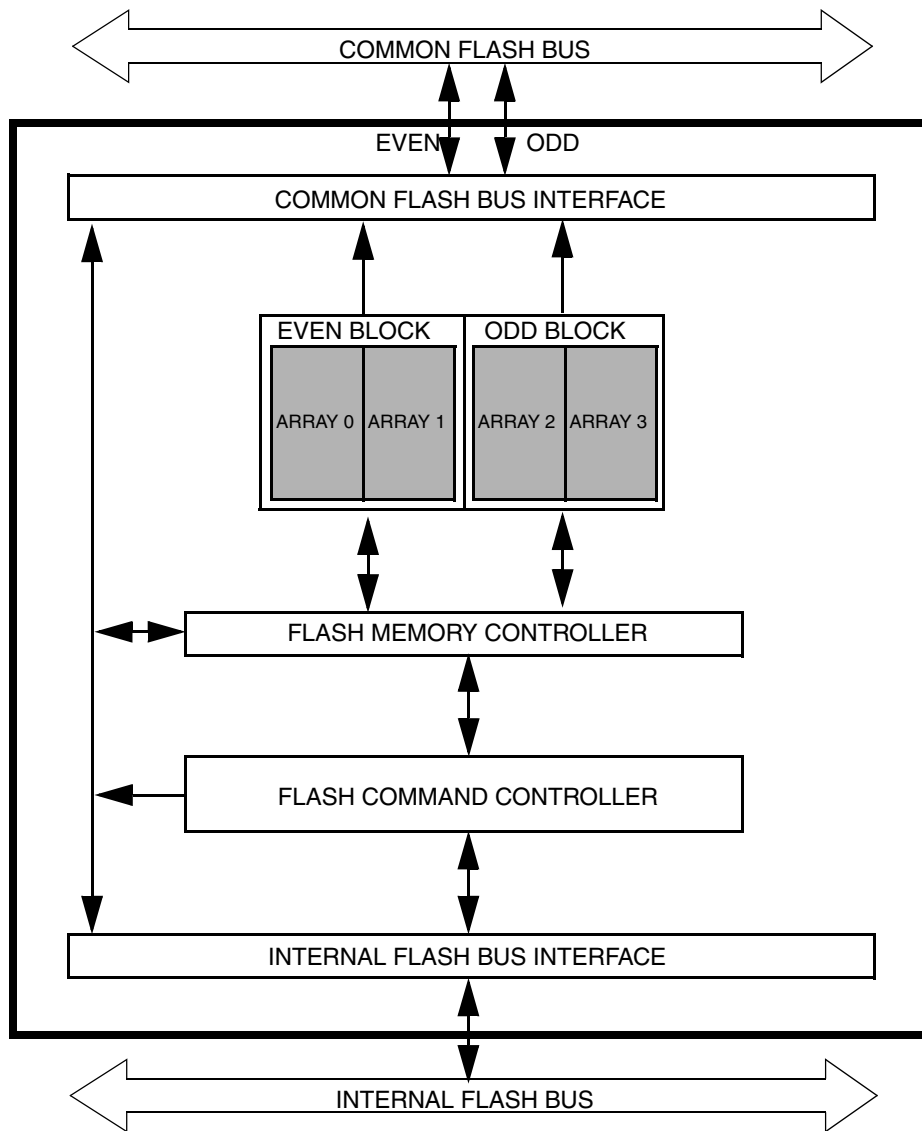 COMMON FLASH BUS
EVEN ODD
COMMON FLASH BUS INTERFACE
EVEN BLOCK ODD BLOCK
ARRAY 0 ARRAY 1 ARRAY 2 ARRAY 3
FLASH MEMORY CONTROLLER
FLASH COMMAND CONTROLLER
INTERNAL FLASH BUS INTERFACE
INTERNAL FLASH BUS